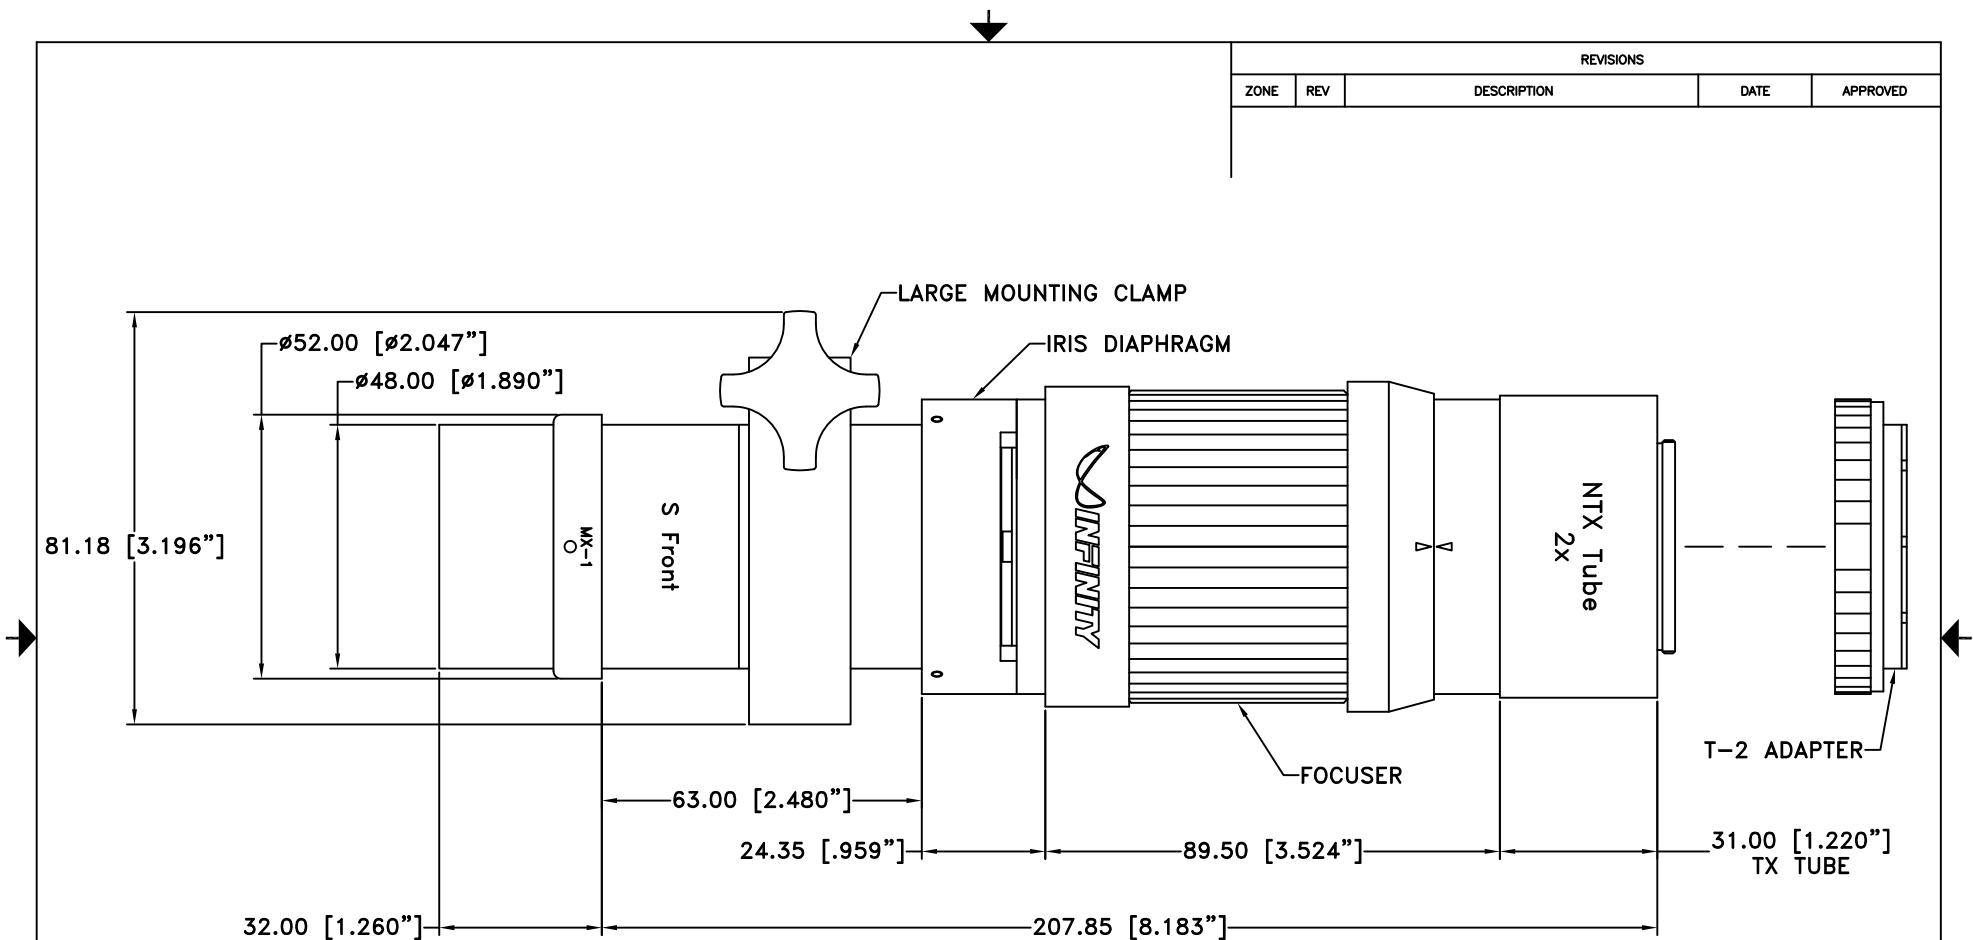 REVISIONS
ZONE REV DESCRIPTION DATE APPROVED
LARGE MOUNTING CLAMP
IRIS DIAPHRAGM
ø52.00 [ø2.047”]
ø48.00 [ø1.890”]
81.18 [3.196”]
MX-1
S Front
INFINITY
NTX Tube
2x
T-2 ADAPTER
FOCUSER
63.00 [2.480”]
24.35 [.959”]
89.50 [3.524”]
31.00 [1.220”]
TX TUBE
32.00 [1.260”]
207.85 [8.183”]